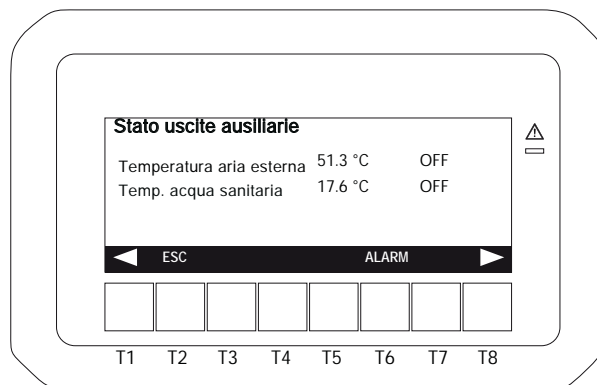 Stato uscite ausiliarie
Temperatura aria esterna 51.3 °C OFF
Temp. acqua sanitaria 17.6 °C OFF
ESC ALARM
T1 T2 T3 T4 T5 T6 T7 T8